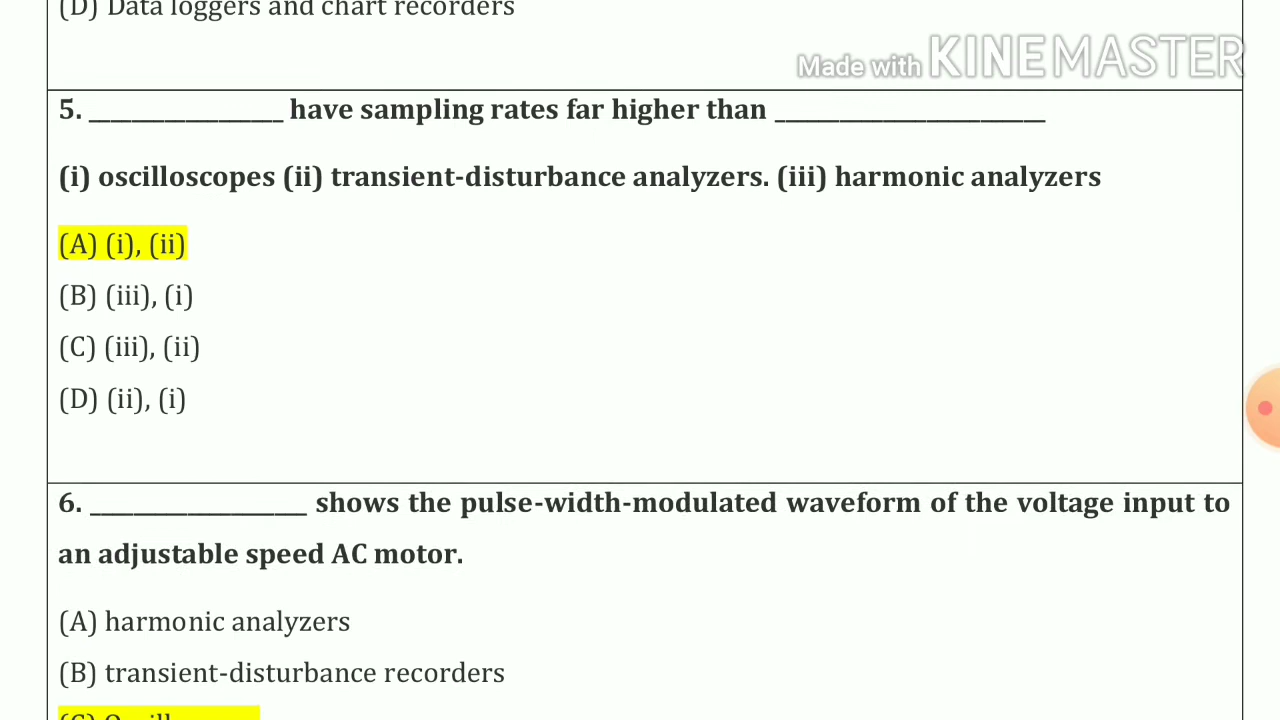 (D) Data loggers and chart recorders
Made with KINEMASTER
5. __________________ have sampling rates far higher than _________________________
(i) oscilloscopes (ii) transient-disturbance analyzers. (iii) harmonic analyzers
(A) (i), (ii)
(B) (iii), (i)
(C) (iii), (ii)
(D) (ii), (i)
6. ____________________ shows the pulse-width-modulated waveform of the voltage input to
an adjustable speed AC motor.
(A) harmonic analyzers
(B) transient-disturbance recorders